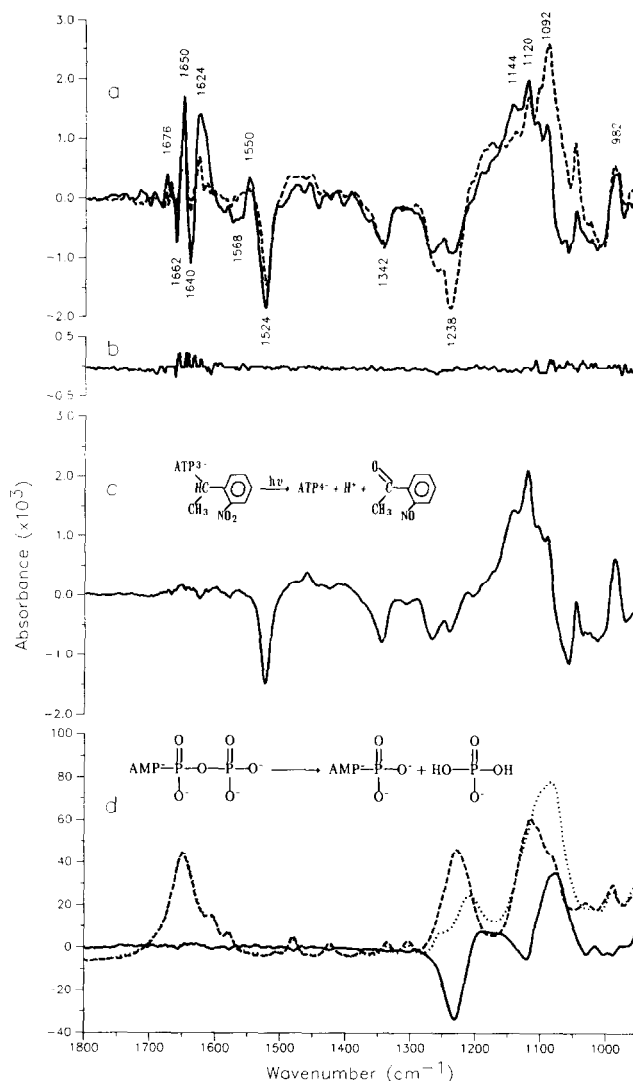 a
3.0
2.0
1.0
0.0
-1.0
2.0
1676
1850
1624
1550
1144
1120
1092
982
1662
1640
1568
1524
1342
1238
b
0.5
-0.5
c
3.0
2.0
1.0
0.0
-1.0
-2.0
ATP3-
HC
CH3
NO2
hν
ATP4- + H+ +
O
C
CH3
NO
Absorbance (x10^3)
d
100
80
60
40
20
0
-20
-40
O O
AMP-P-O-P-O-
O- O-
O O
AMP-P-O- + HO-P-OH
O- O-
1800 1700 1600 1500 1400 1300 1200 1100 1000
Wavenumber (cm-1)